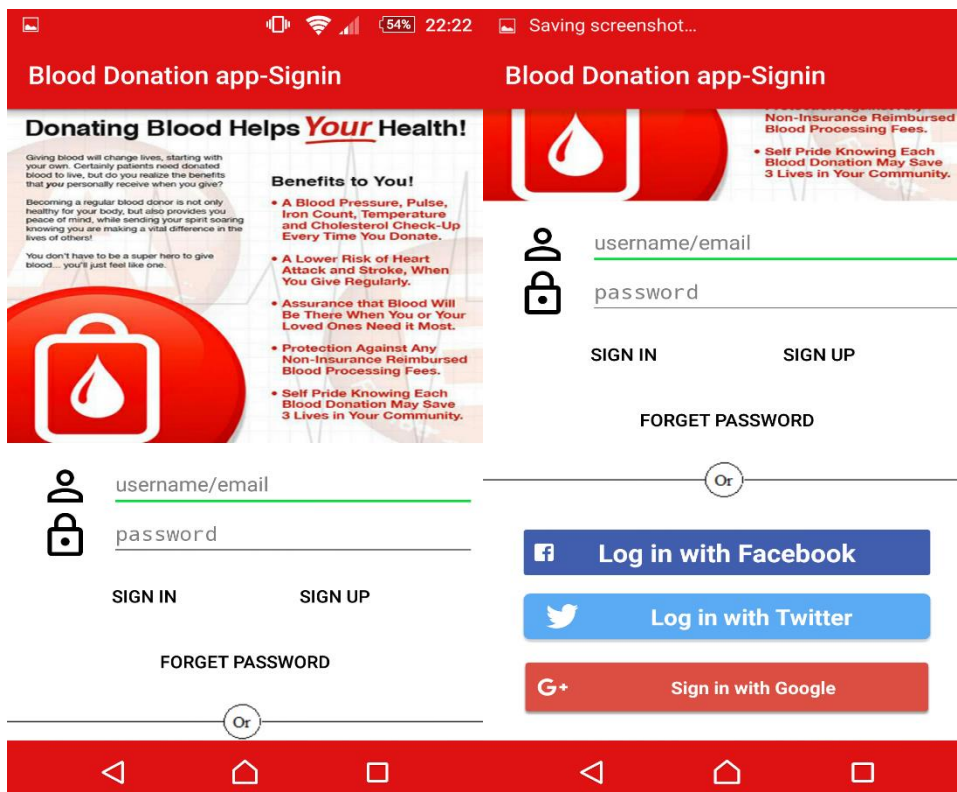 54% 22:22
Blood Donation app-Signin
Donating Blood Helps Your Health!
Giving blood will change lives, starting with
your own. Certainly patients need donated
blood to live, but do you realize the benefits
that you personally receive when you give?
Becoming a regular blood donor is not only
healthy for your body, but also provides you
peace of mind, while sending your spirit soaring
knowing you are making a vital difference in the
lives of others!
You don't have to be a super hero to give
blood... you'll just feel like one.
Benefits to You!
• A Blood Pressure, Pulse,
Iron Count, Temperature
and Cholesterol Check-Up
Every Time You Donate.
• A Lower Risk of Heart
Attack and Stroke, When
You Give Regularly.
• Assurance that Blood Will
Be There When You or Your
Loved Ones Need it Most.
• Protection Against Any
Non-Insurance Reimbursed
Blood Processing Fees.
• Self Pride Knowing Each
Blood Donation May Save
3 Lives in Your Community.
username/email
password
SIGN IN SIGN UP
FORGET PASSWORD
Or
Saving screenshot...
Blood Donation app-Signin
Non-Insurance Reimbursed
Blood Processing Fees.
• Self Pride Knowing Each
Blood Donation May Save
3 Lives in Your Community.
username/email
password
SIGN IN SIGN UP
FORGET PASSWORD
Or
Log in with Facebook
Log in with Twitter
G+ Sign in with Google